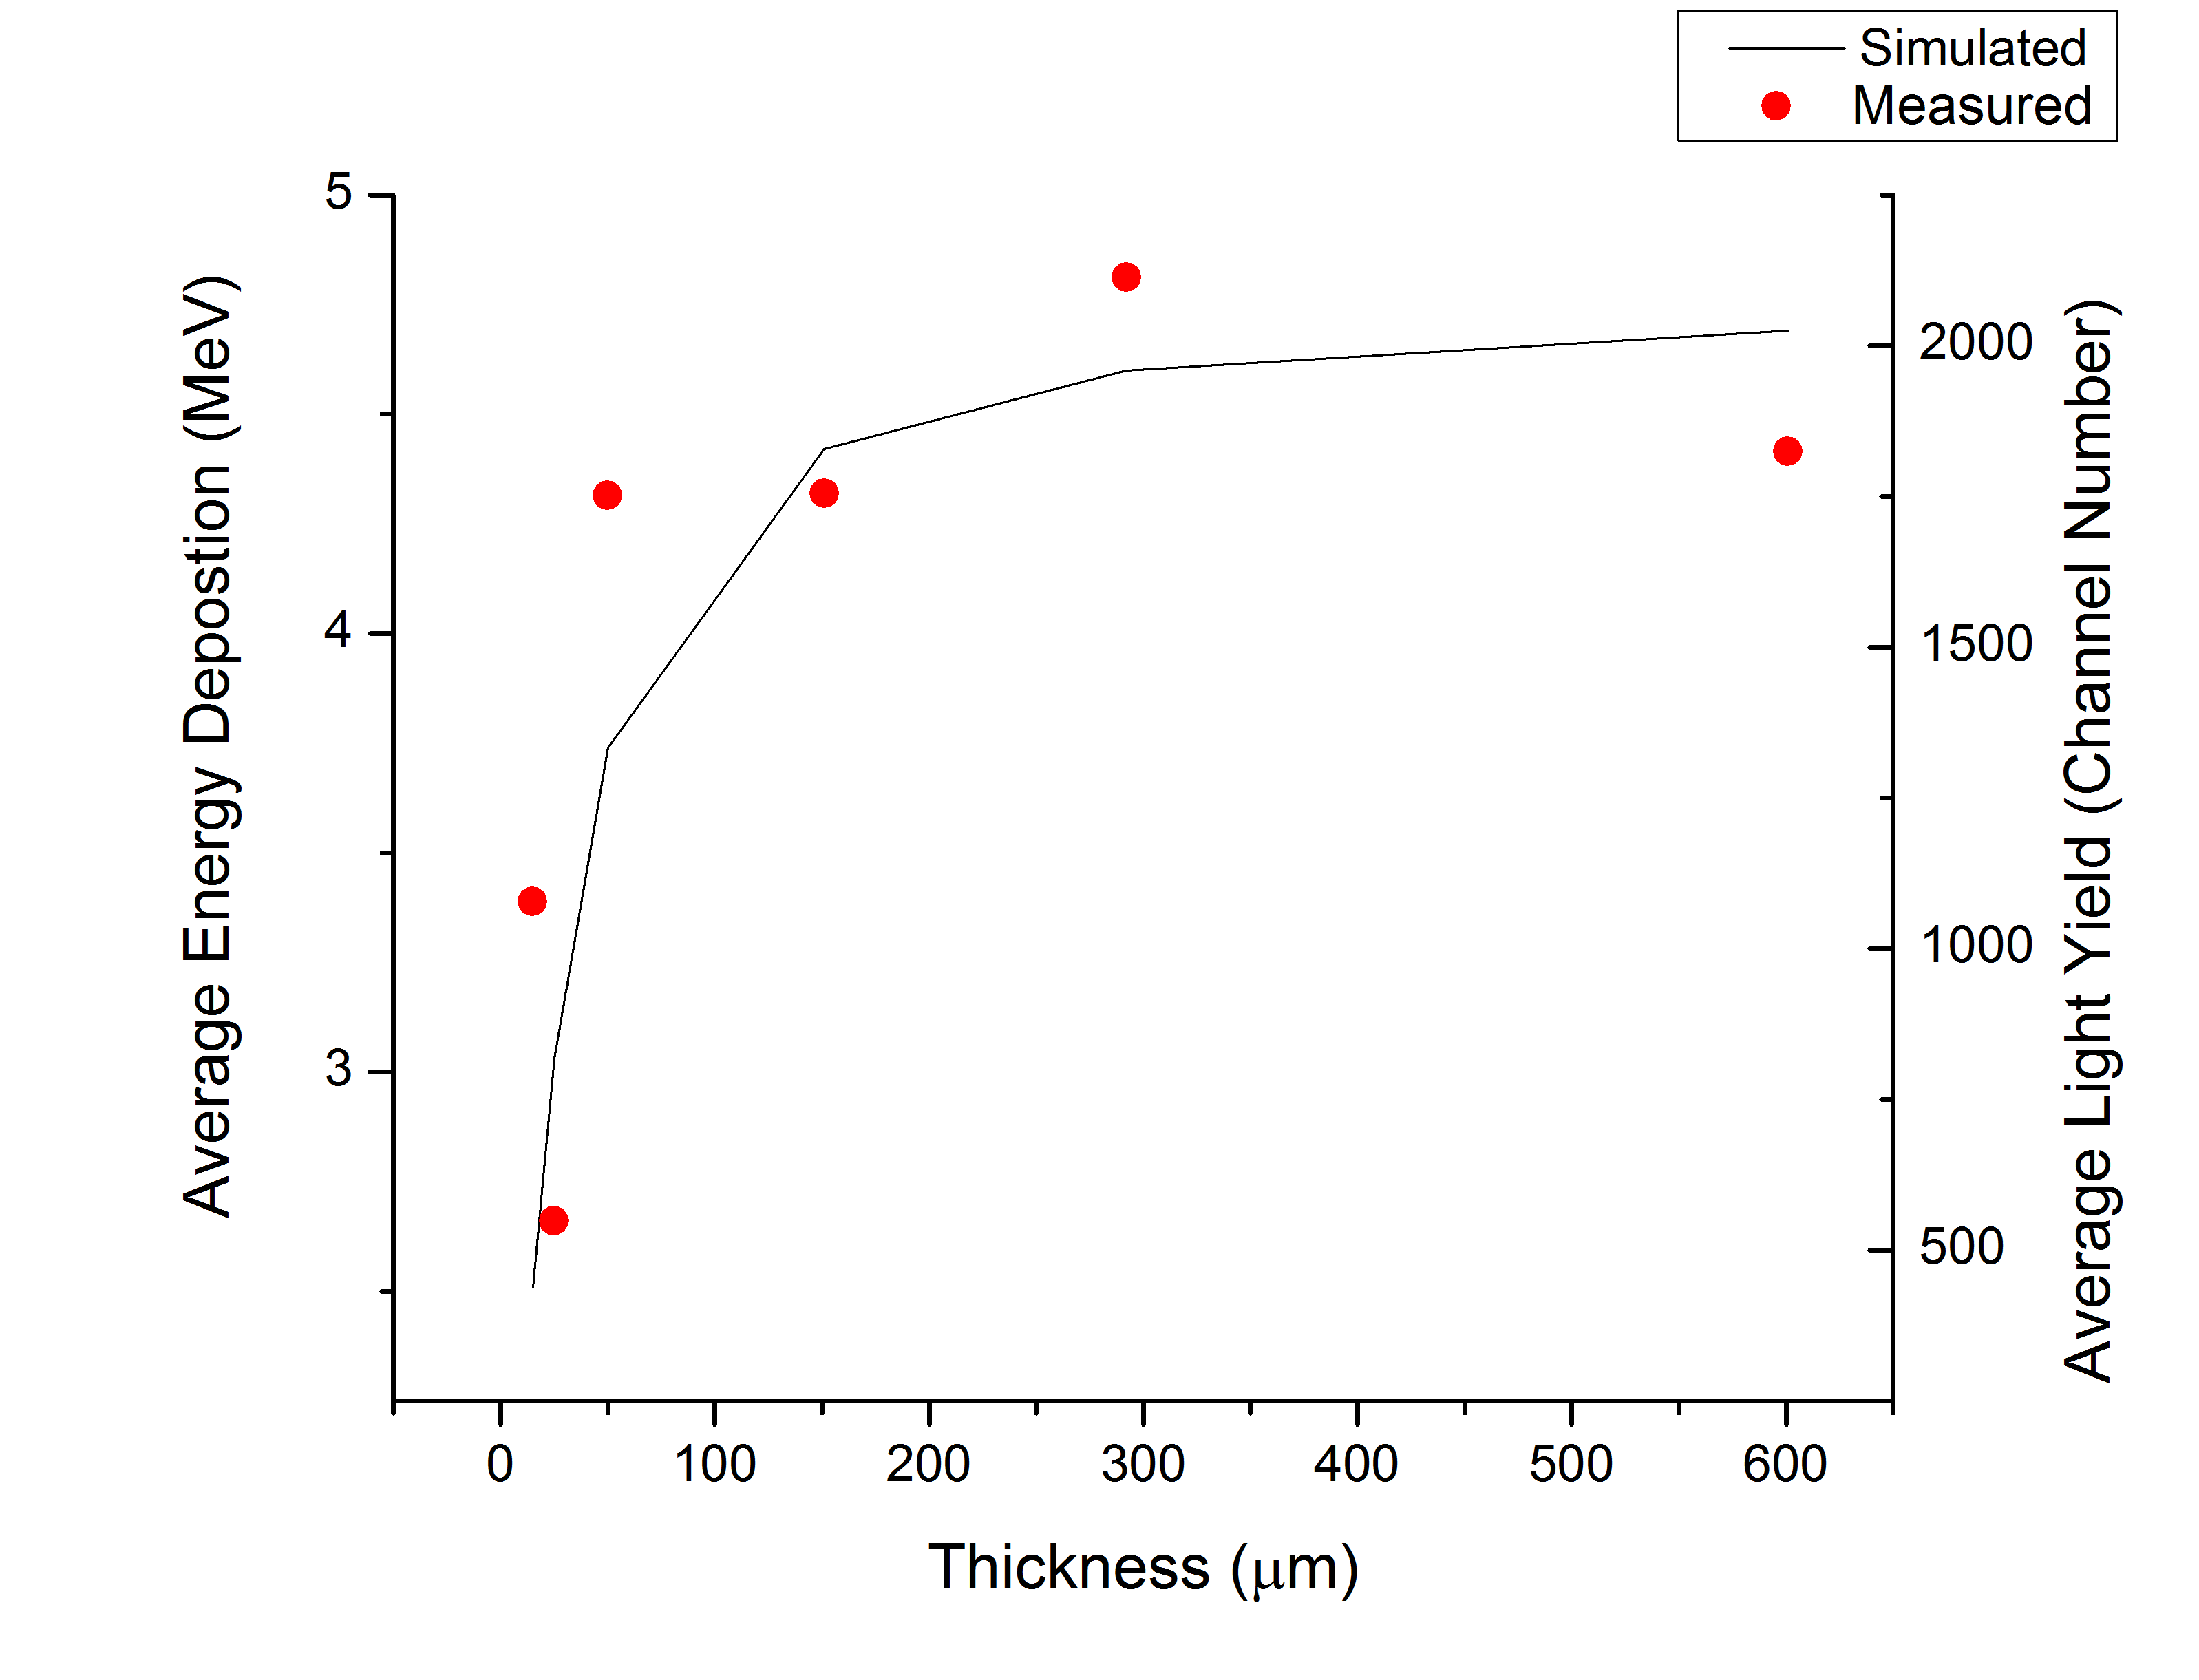 Simulated
Measured
5
4
3
Average Energy Depostion (MeV)
2000
1500
1000
500
Average Light Yield (Channel Number)
0 100 200 300 400 500 600
Thickness (μm)